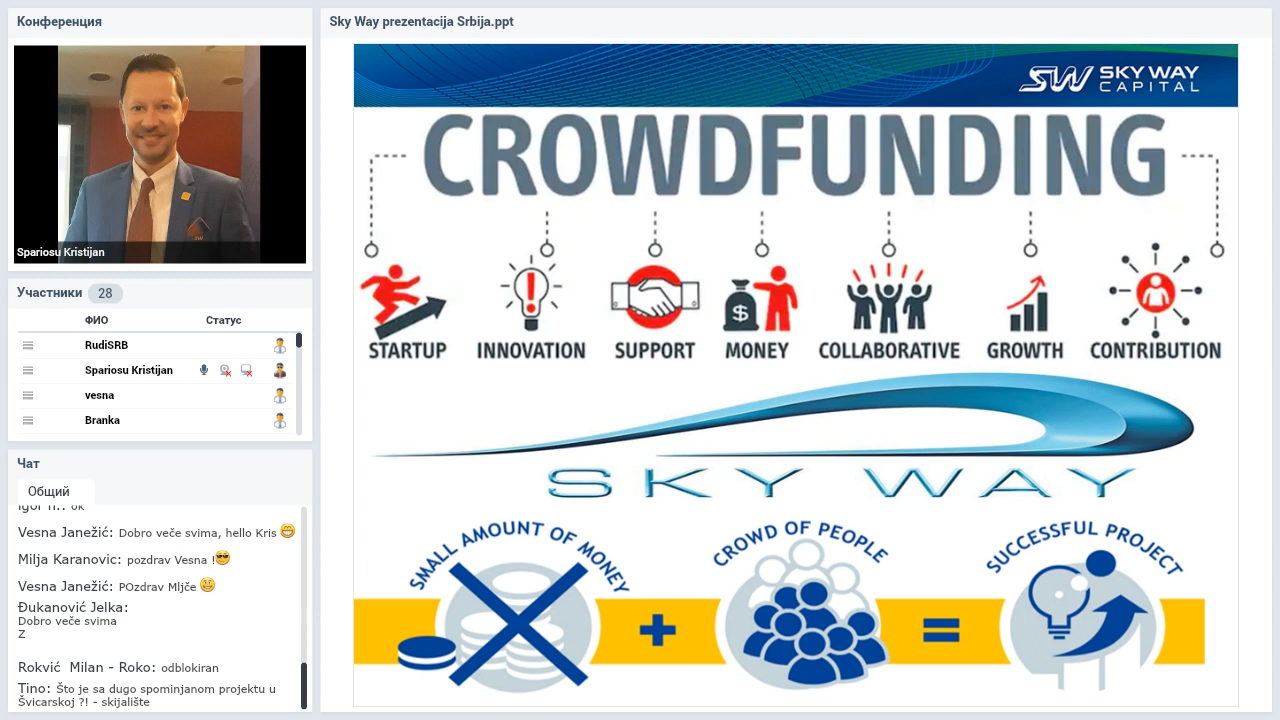 Конференция
Spariosu Kristijan
Участники 28
ФИО Статус
RudiSRB
Spariosu Kristijan
vesna
Branka
Чат
Общий
Igor n.: ok
Vesna Janežić: Dobro veče svima, hello Kris
Milja Karanovic: pozdrav Vesna !
Vesna Janežić: POzdrav Mljče
Đukanović Jelka:
Dobro veče svima
Z
Rokvić Milan - Roko: odblokiran
Tino: Što je sa dugo spominjanom projektu u
Švicarskoj ?! - skijalište
Sky Way prezentacija Srbija.ppt
SW SKY WAY
CAPITAL
CROWDFUNDING
STARTUP INNOVATION SUPPORT MONEY COLLABORATIVE GROWTH CONTRIBUTION
SKY WAY
SMALL AMOUNT OF MONEY
CROWD OF PEOPLE
SUCCESSFUL PROJECT